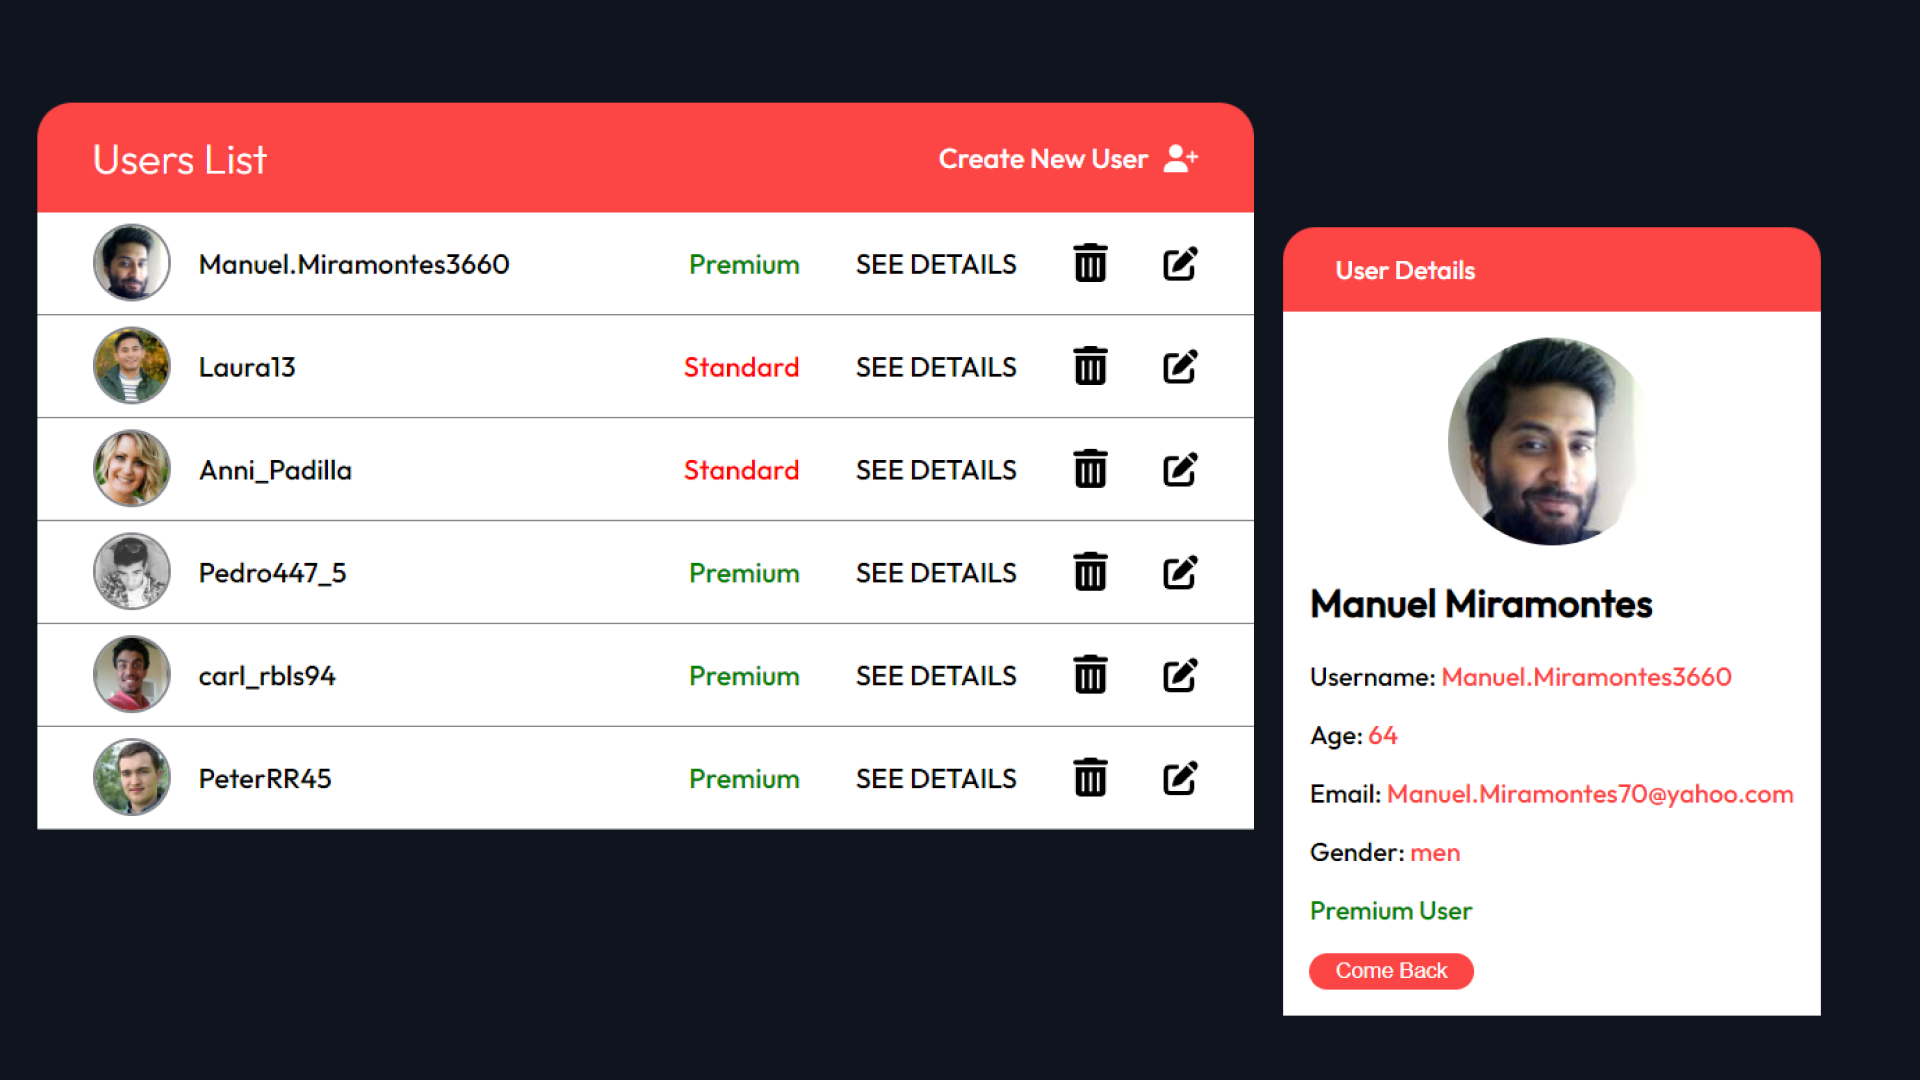 Users List
Create New User
Manuel.Miramontes3660 Premium SEE DETAILS
Laura13 Standard SEE DETAILS
Anni_Padilla Standard SEE DETAILS
Pedro447_5 Premium SEE DETAILS
carl_rbls94 Premium SEE DETAILS
PeterRR45 Premium SEE DETAILS
User Details
Manuel Miramontes
Username: Manuel.Miramontes3660
Age: 64
Email: Manuel.Miramontes70@yahoo.com
Gender: men
Premium User
Come Back